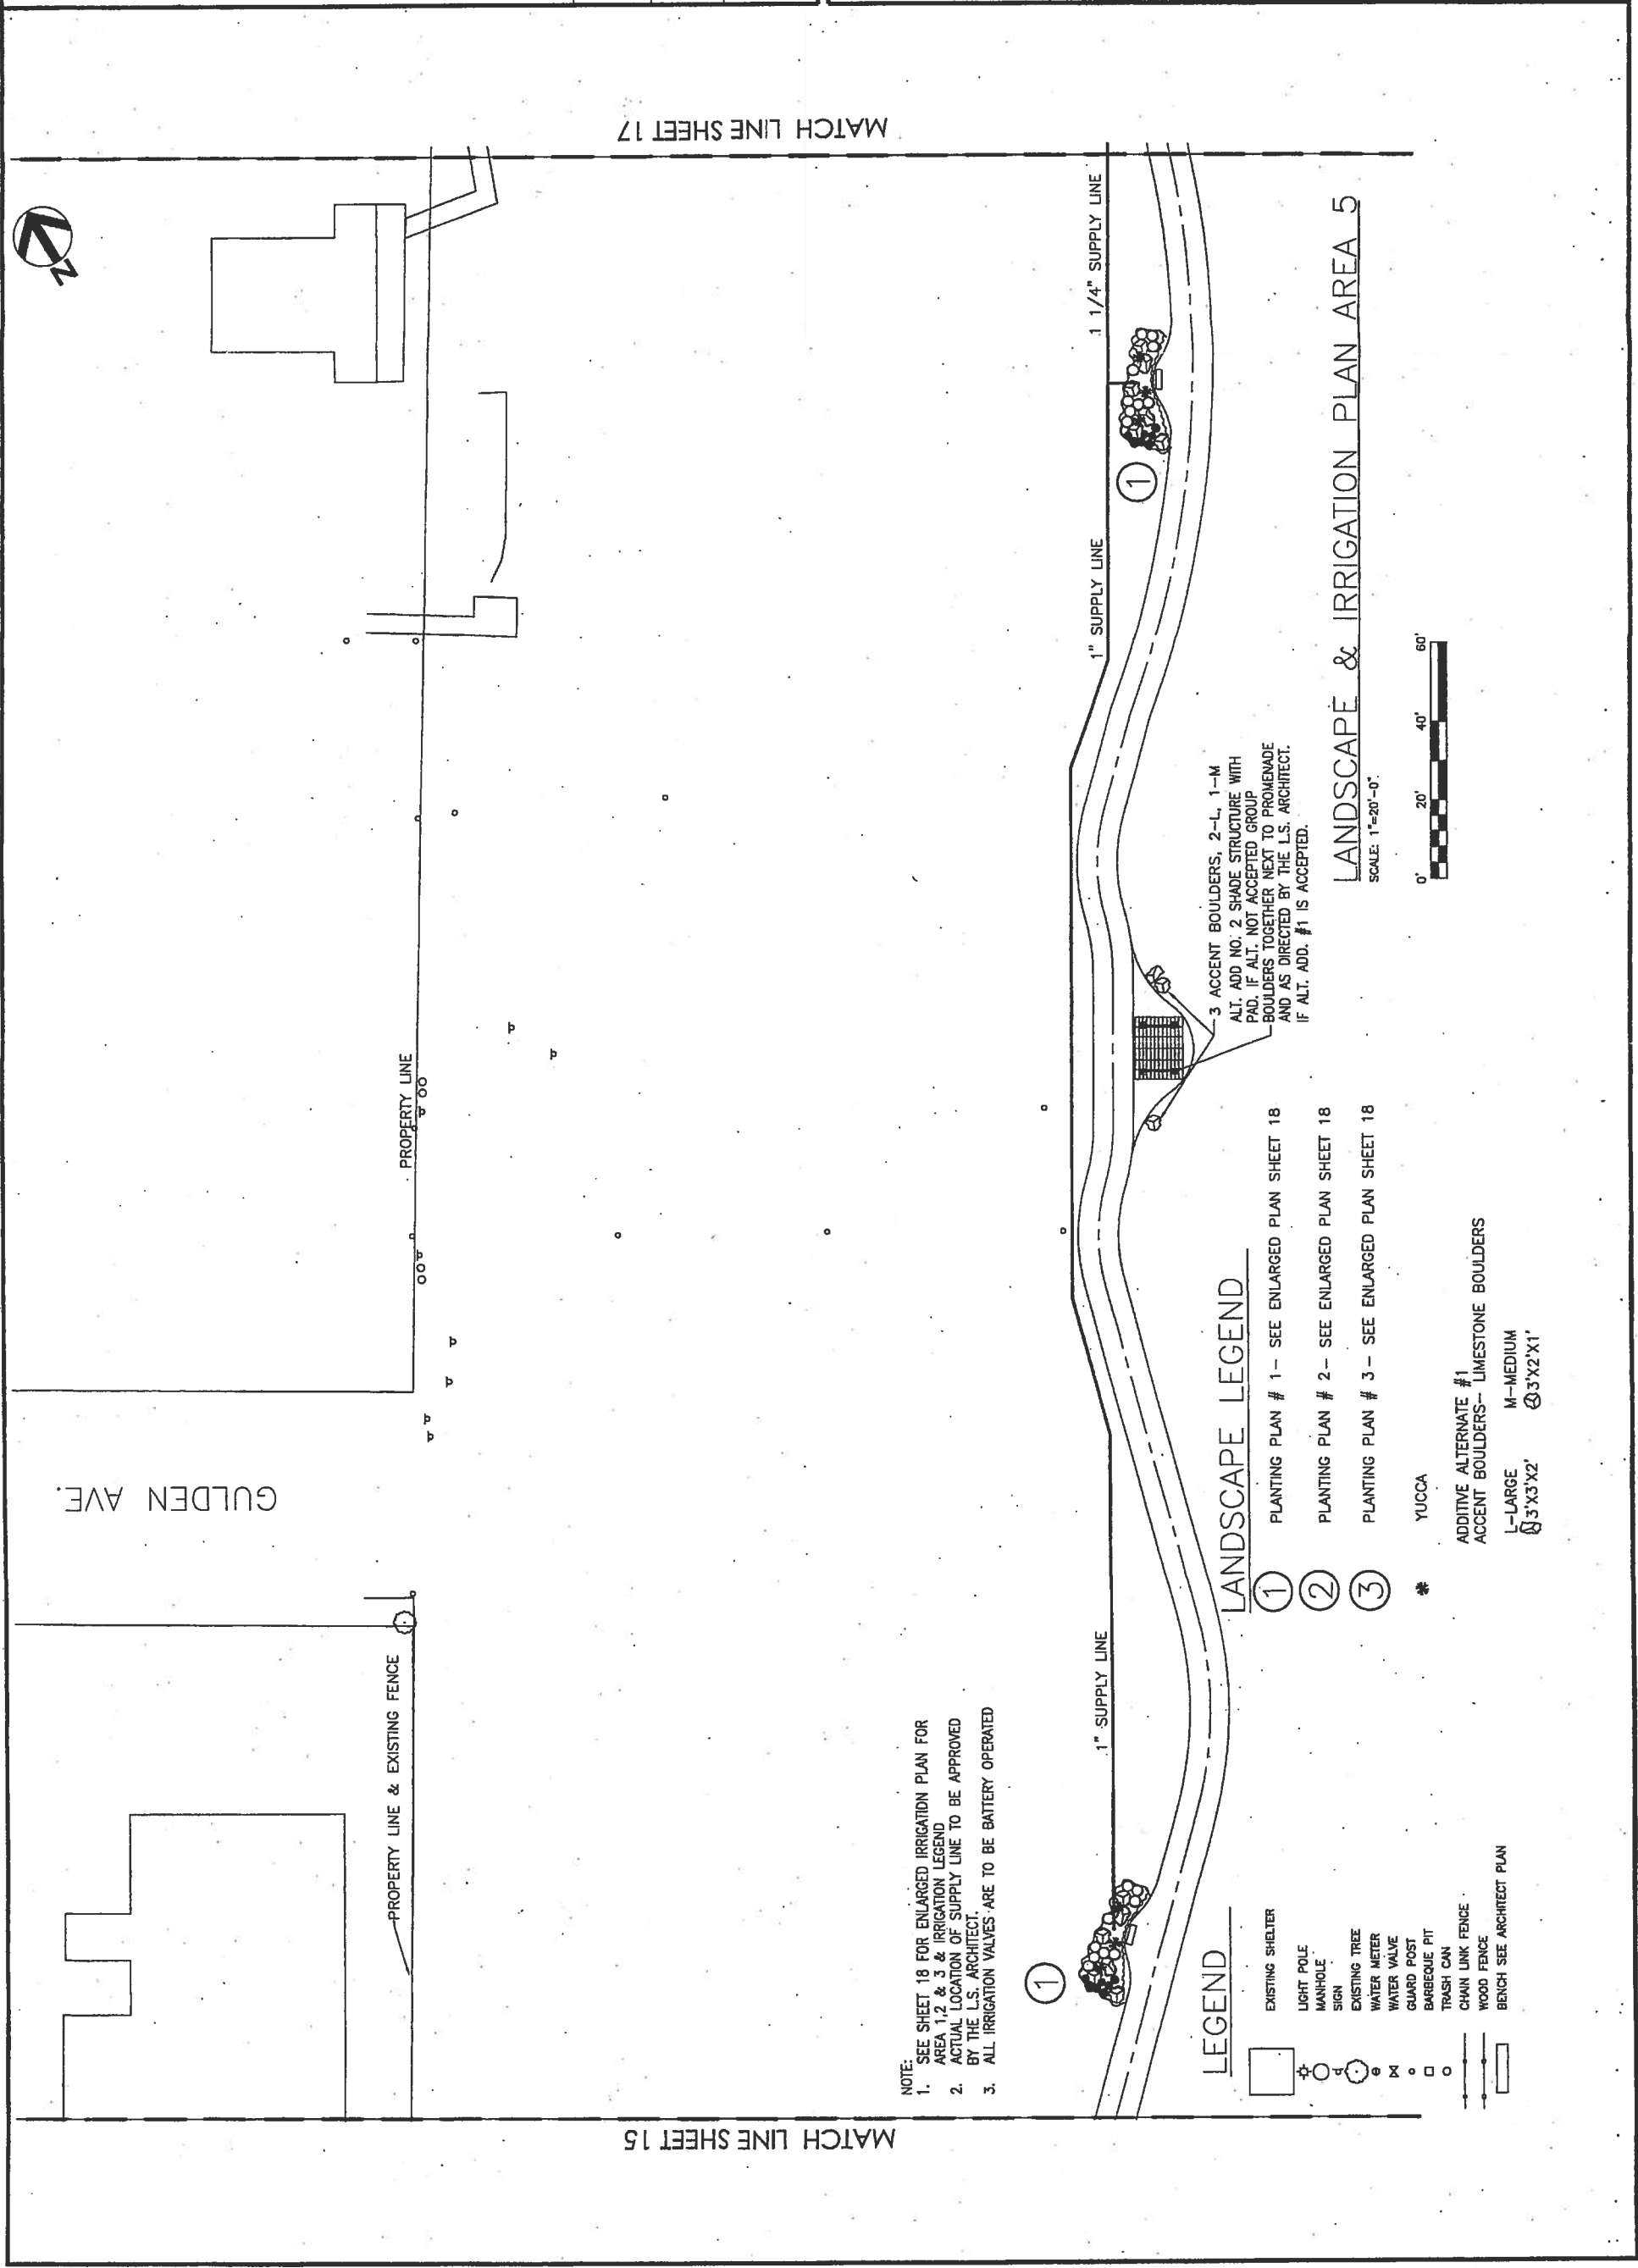 MATCH LINE SHEET 15
MATCH LINE SHEET 17
N
GULDEN AVE.
PROPERTY LINE & EXISTING FENCE
PROPERTY LINE
NOTE:
1. SEE SHEET 18 FOR ENLARGED IRRIGATION PLAN FOR
AREA 1,2 & 3 & IRRIGATION LEGEND
2. ACTUAL LOCATION OF SUPPLY LINE TO BE APPROVED
BY THE L.S. ARCHITECT.
3. ALL IRRIGATION VALVES ARE TO BE BATTERY OPERATED
1
1" SUPPLY LINE
1" SUPPLY LINE
1 1/4" SUPPLY LINE
1
3 ACCENT BOULDERS, 2-L, 1-M
ALT. ADD NO. 2 SHADE STRUCTURE WITH
PAD. IF ALT. NOT ACCEPTED GROUP
BOULDERS TOGETHER NEXT TO PROMENADE
AND AS DIRECTED BY THE L.S. ARCHITECT.
IF ALT. ADD. #1 IS ACCEPTED.
LEGEND
EXISTING SHELTER
LIGHT POLE
MANHOLE
SIGN
EXISTING TREE
WATER METER
WATER VALVE
GUARD POST
BARBEQUE PIT
TRASH CAN
CHAIN LINK FENCE
WOOD FENCE
BENCH SEE ARCHITECT PLAN
LANDSCAPE LEGEND
1 PLANTING PLAN # 1- SEE ENLARGED PLAN SHEET 18
2 PLANTING PLAN # 2- SEE ENLARGED PLAN SHEET 18
3 PLANTING PLAN # 3- SEE ENLARGED PLAN SHEET 18
YUCCA
ADDITIVE ALTERNATE #1
ACCENT BOULDERS- LIMESTONE BOULDERS
L-LARGE M-MEDIUM
3'X3'X2' 3'X2'X1'
LANDSCAPE & IRRIGATION PLAN AREA 5
SCALE: 1"=20'-0"
0' 20' 40' 60'